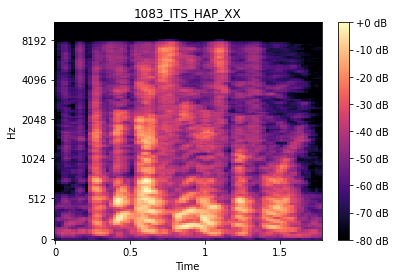 1083_ITS_HAP_XX
+0 dB
8192
-10 dB
4096
-20 dB
-30 dB
2048
Hz
-40 dB
1024
-50 dB
512
-60 dB
-70 dB
0
-80 dB
0 0.5 1 1.5
Time